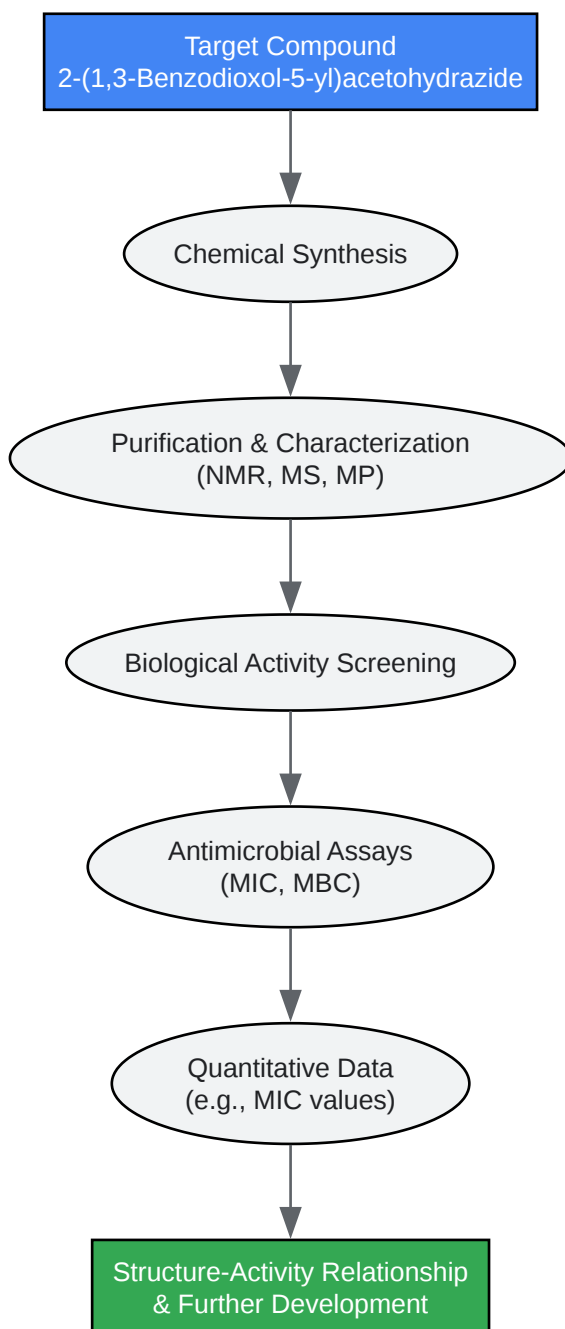 Target Compound
2-(1,3-Benzodioxol-5-yl)acetohydrazide
Chemical Synthesis
Purification & Characterization
(NMR, MS, MP)
Biological Activity Screening
Antimicrobial Assays
(MIC, MBC)
Quantitative Data
(e.g., MIC values)
Structure-Activity Relationship
& Further Development